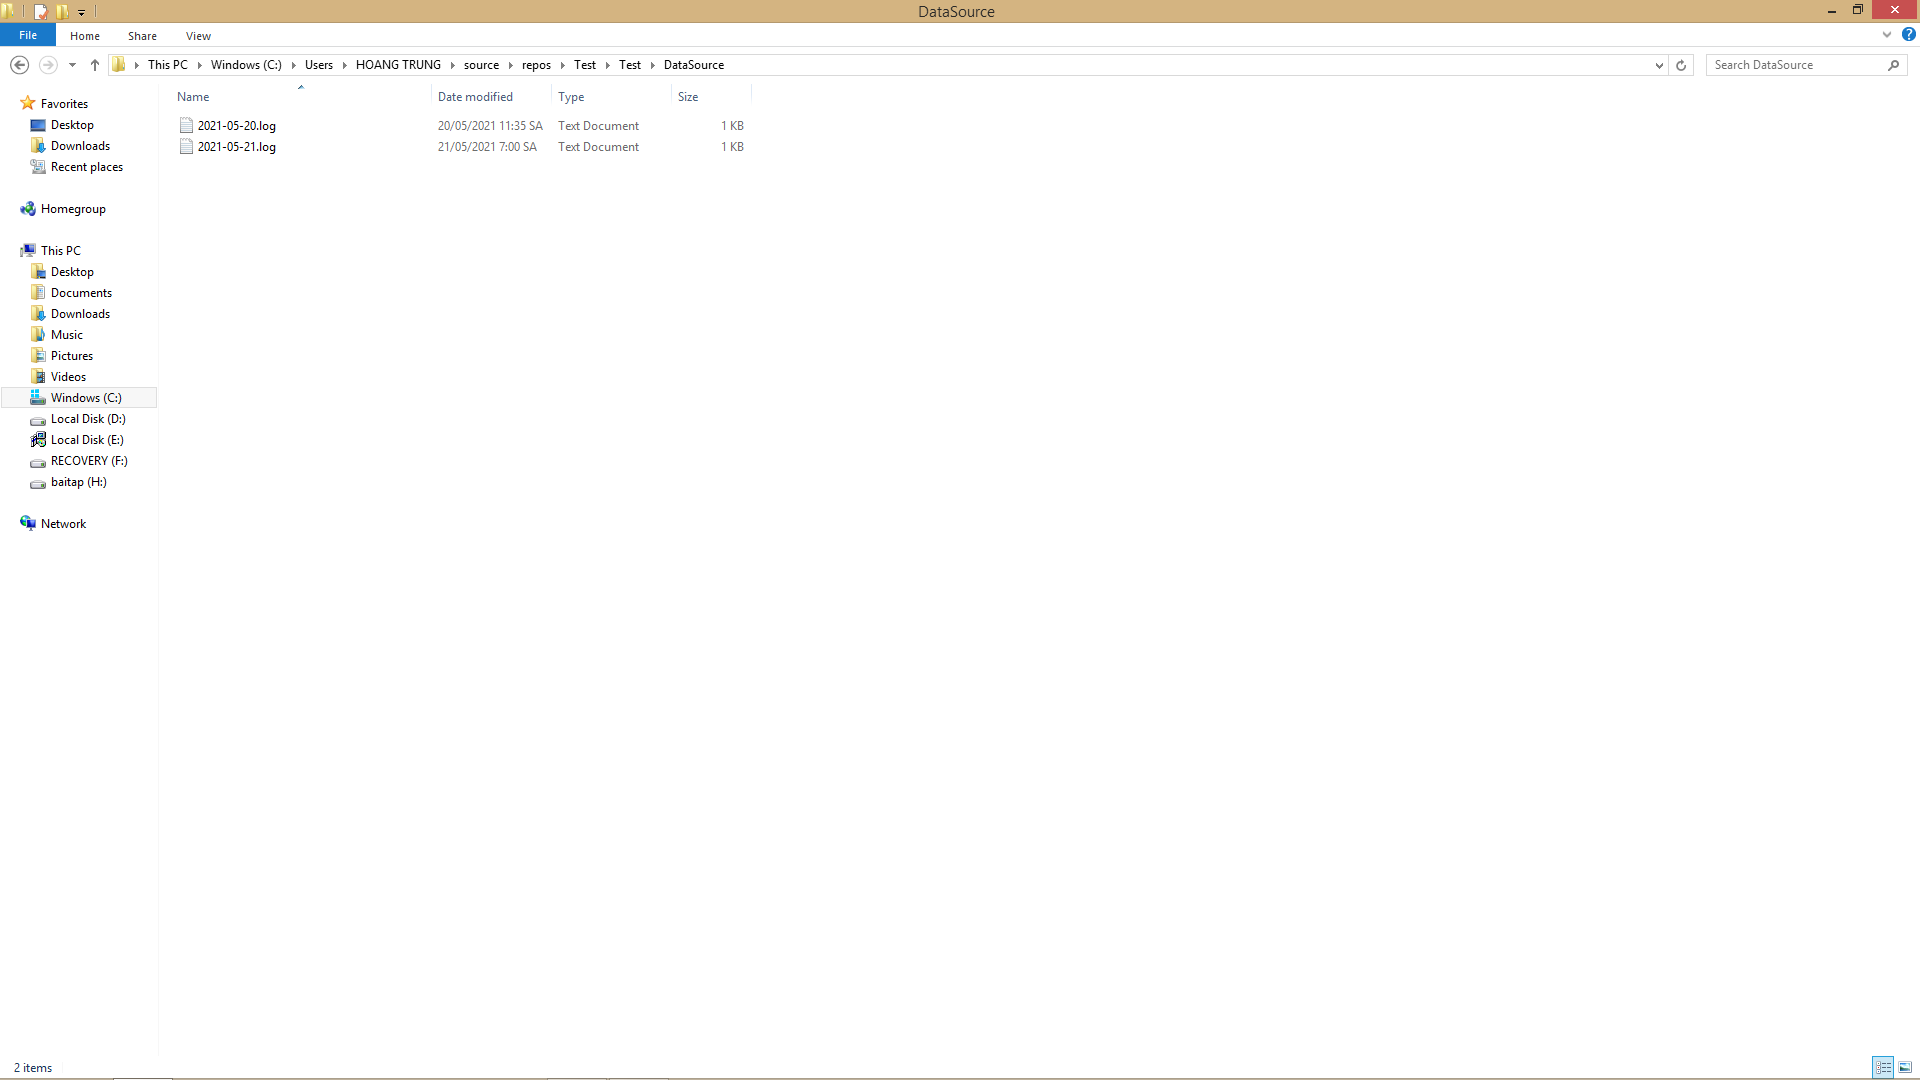 DataSource
File Home Share View
This PC Windows (C:) Users HOANG TRUNG source repos Test Test DataSource Search DataSource
Name Date modified Type Size
2021-05-20.log 20/05/2021 11:35 SA Text Document 1 KB
2021-05-21.log 21/05/2021 7:00 SA Text Document 1 KB
Favorites
Desktop
Downloads
Recent places
Homegroup
This PC
Desktop
Documents
Downloads
Music
Pictures
Videos
Windows (C:)
Local Disk (D:)
Local Disk (E:)
RECOVERY (F:)
baitap (H:)
Network
2 items